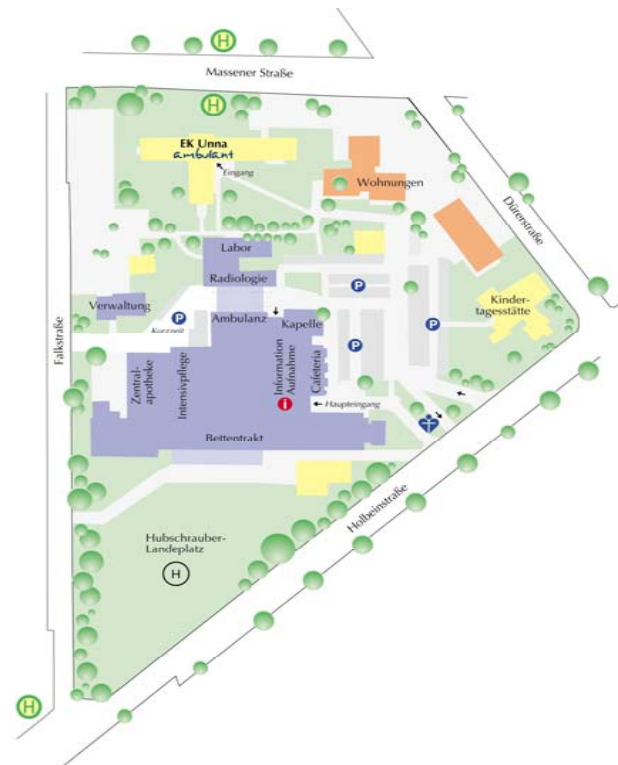 H
Massener Straße
H
EK Unna
ambulant
Eingang
Wohnungen
Dürerstraße
Labor
Radiologie
Verwaltung
P
Kurzzeit
Ambulanz
Kapelle
P
P
P
Kinder-
tagesstätte
Falkstraße
Zentral-
apotheke
Intensivpflege
Information
Aufnahme
Cafeteria
i
Haupteingang
Bettentrakt
Holbeinstraße
Hubschrauber-
Landeplatz
H
H